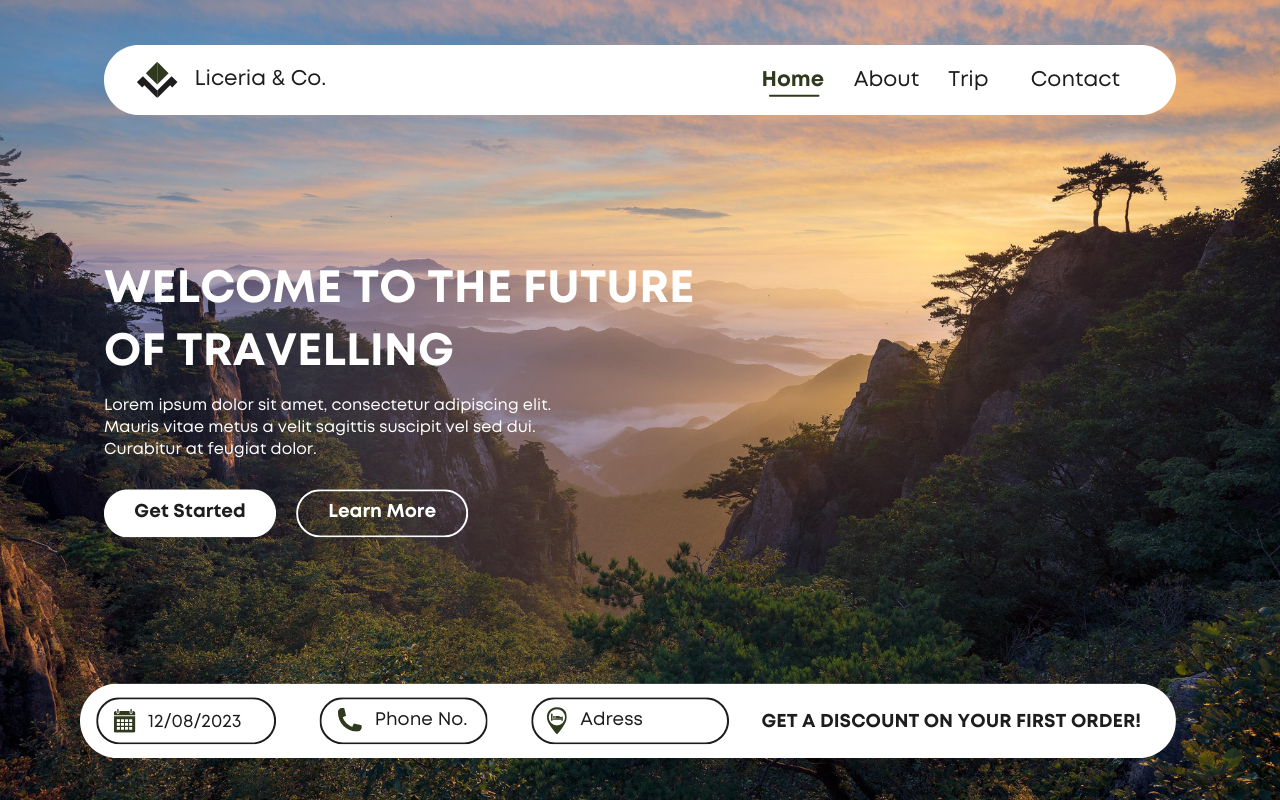 Liceria & Co.
Home About Trip Contact
WELCOME TO THE FUTURE
OF TRAVELLING
Lorem ipsum dolor sit amet, consectetur adipiscing elit.
Mauris vitae metus a velit sagittis suscipit vel sed dui.
Curabitur at feugiat dolor.
Get Started Learn More
12/08/2023 Phone No. Adress GET A DISCOUNT ON YOUR FIRST ORDER!